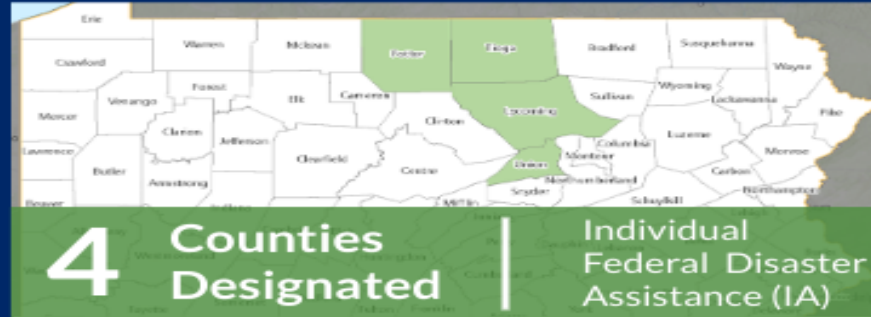 Erie
Warren
McKean
Potter
Tioga
Bradford
Susquehanna
Crawford
Wayne
Forest
Wyoming
Venango
Elk
Cameron
Sullivan
Lackawanna
Mercer
Lycoming
Pike
Clinton
Clarion
Jefferson
Columbia
Luzerne
Lawrence
Montour
Monroe
Butler
Clearfield
Centre
Union
Carbon
Armstrong
Northumberland
Northampton
Snyder
Beaver
Mifflin
Schuylkill
4 Counties Designated
Individual
Federal Disaster
Assistance (IA)